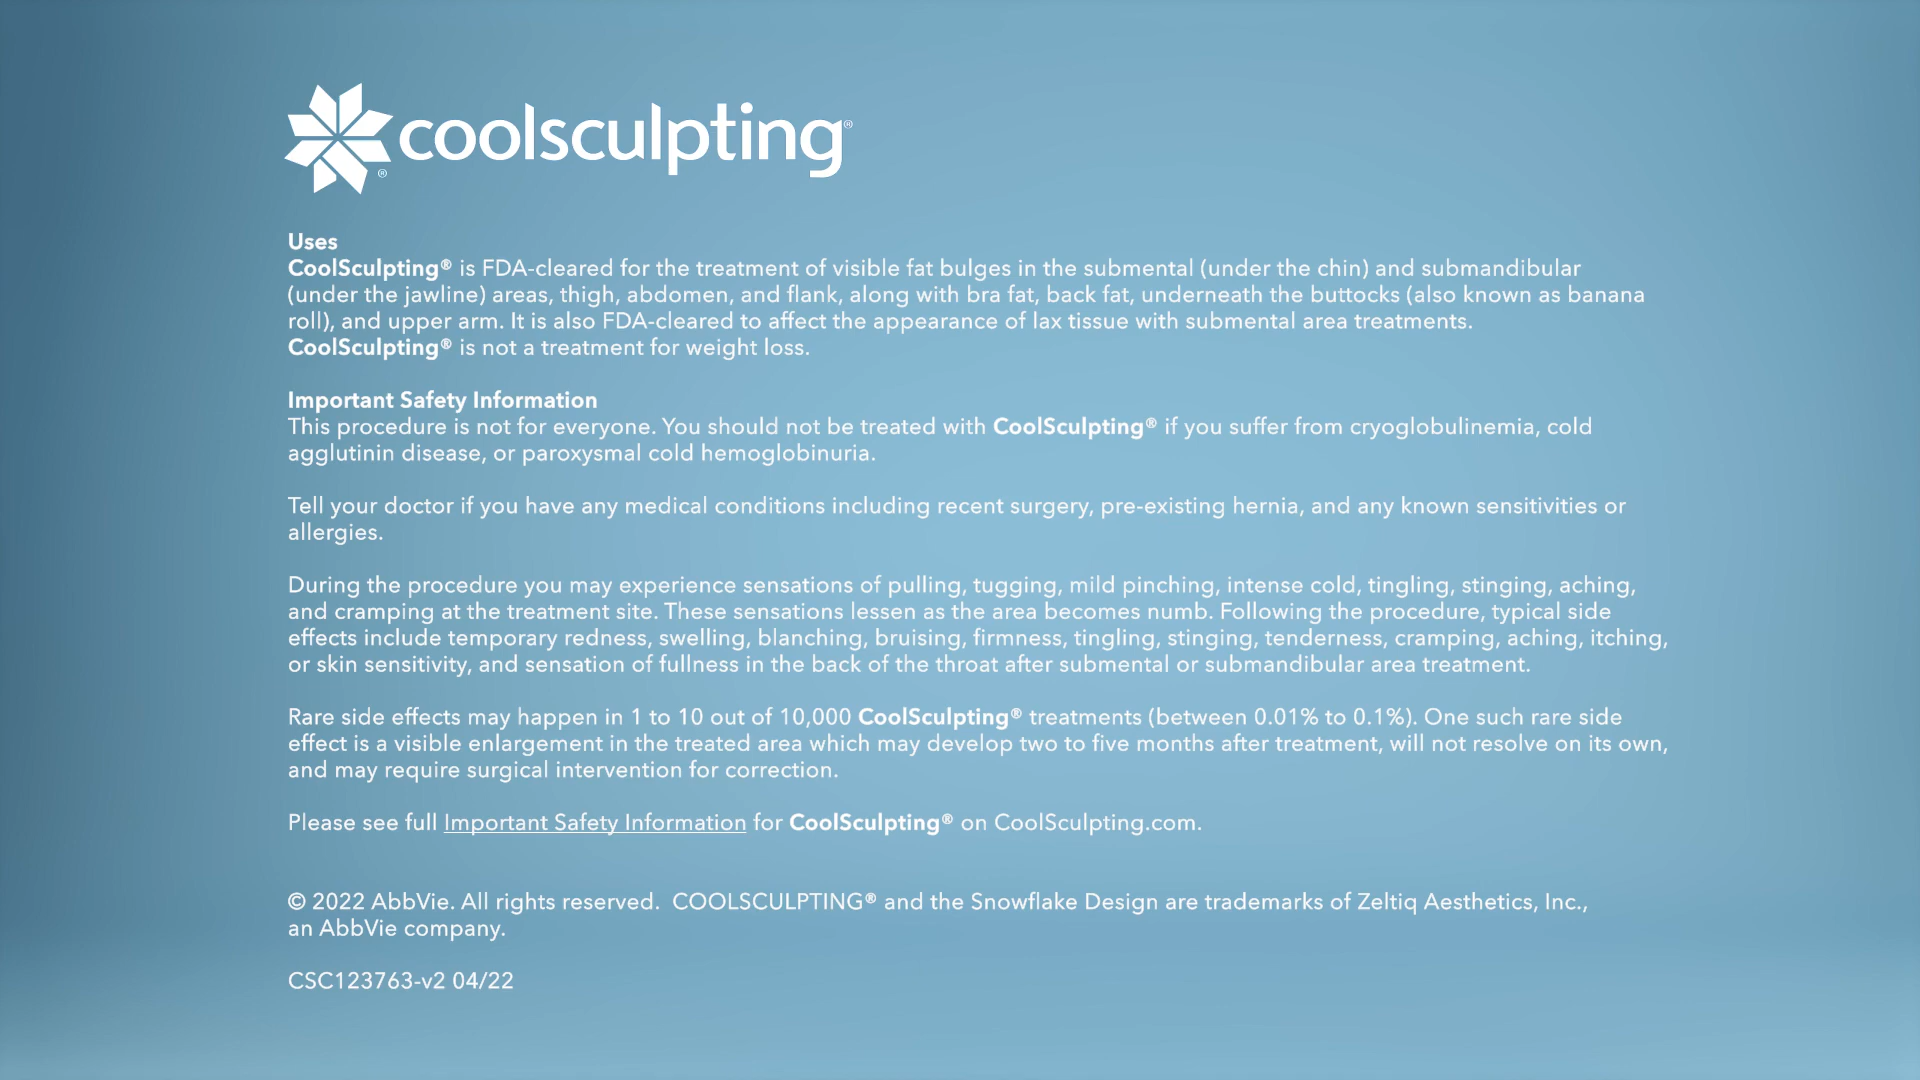 coolsculpting®
®
Uses
CoolSculpting® is FDA-cleared for the treatment of visible fat bulges in the submental (under the chin) and submandibular
(under the jawline) areas, thigh, abdomen, and flank, along with bra fat, back fat, underneath the buttocks (also known as banana
roll), and upper arm. It is also FDA-cleared to affect the appearance of lax tissue with submental area treatments.
CoolSculpting® is not a treatment for weight loss.
Important Safety Information
This procedure is not for everyone. You should not be treated with CoolSculpting® if you suffer from cryoglobulinemia, cold
agglutinin disease, or paroxysmal cold hemoglobinuria.
Tell your doctor if you have any medical conditions including recent surgery, pre-existing hernia, and any known sensitivities or
allergies.
During the procedure you may experience sensations of pulling, tugging, mild pinching, intense cold, tingling, stinging, aching,
and cramping at the treatment site. These sensations lessen as the area becomes numb. Following the procedure, typical side
effects include temporary redness, swelling, blanching, bruising, firmness, tingling, stinging, tenderness, cramping, aching, itching,
or skin sensitivity, and sensation of fullness in the back of the throat after submental or submandibular area treatment.
Rare side effects may happen in 1 to 10 out of 10,000 CoolSculpting® treatments (between 0.01% to 0.1%). One such rare side
effect is a visible enlargement in the treated area which may develop two to five months after treatment, will not resolve on its own,
and may require surgical intervention for correction.
Please see full Important Safety Information for CoolSculpting® on CoolSculpting.com.
© 2022 AbbVie. All rights reserved. COOLSCULPTING® and the Snowflake Design are trademarks of Zeltiq Aesthetics, Inc.,
an AbbVie company.
CSC123763-v2 04/22